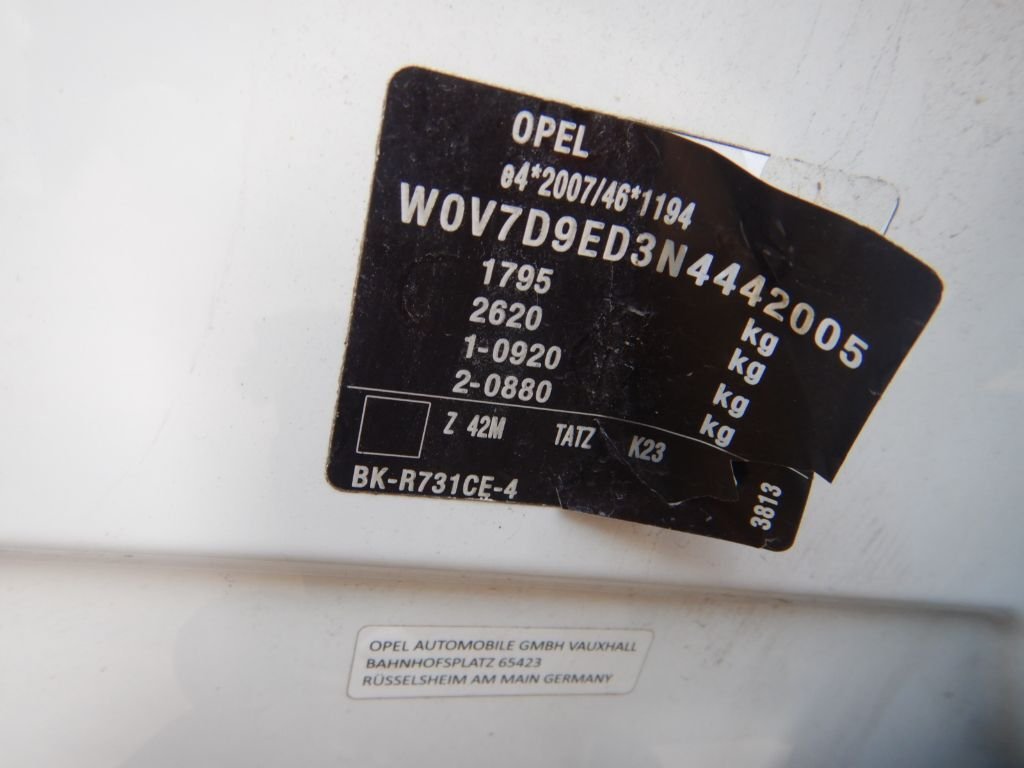 OPEL
e4*2007/46*1194
W0V7D9ED3N4442005
1795 kg
2620 kg
1-0920 kg
2-0880 kg
Z 42M TATZ K23
BK-R731CE-4
3813
OPEL AUTOMOBILE GMBH VAUXHALL
BAHNHOFSPLATZ 65423
RÜSSELSHEIM AM MAIN GERMANY